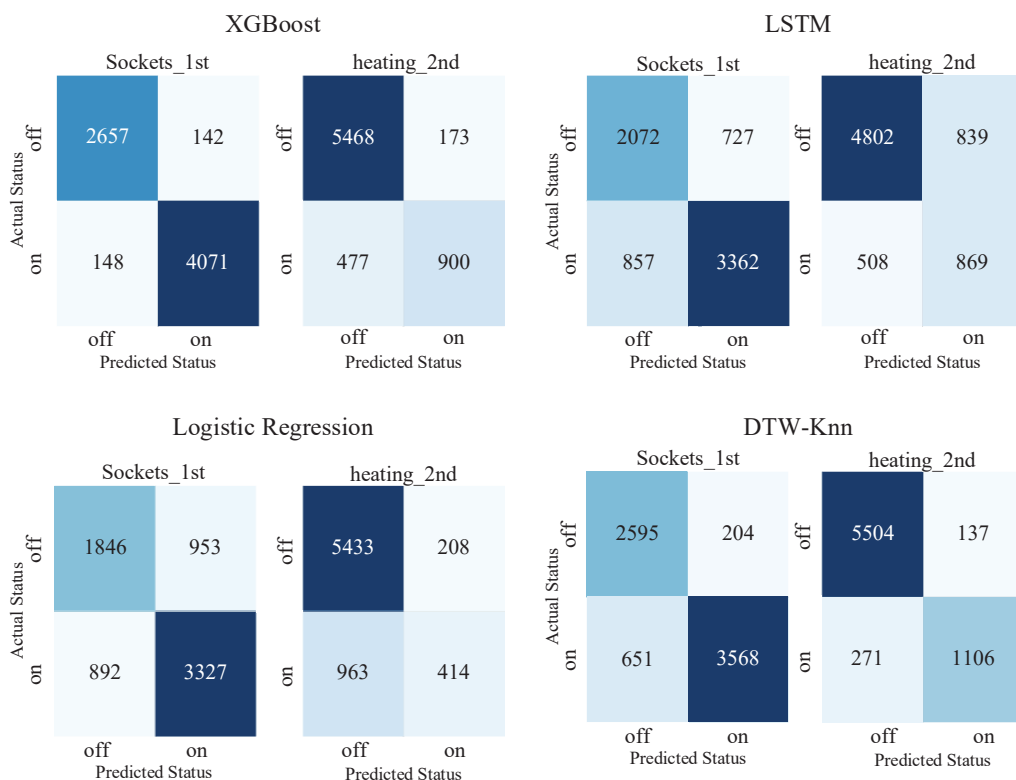 XGBoost
Sockets_1st
heating_2nd
Actual Status
off
2657
142
on
148
4071
off
on
Predicted Status
off
5468
173
on
477
900
off
on
Predicted Status
LSTM
Sockets_1st
heating_2nd
Actual Status
off
2072
727
on
857
3362
off
on
Predicted Status
off
4802
839
on
508
869
off
on
Predicted Status
Logistic Regression
Sockets_1st
heating_2nd
Actual Status
off
1846
953
on
892
3327
off
on
Predicted Status
off
5433
208
on
963
414
off
on
Predicted Status
DTW-Knn
Sockets_1st
heating_2nd
Actual Status
off
2595
204
on
651
3568
off
on
Predicted Status
off
5504
137
on
271
1106
off
on
Predicted Status